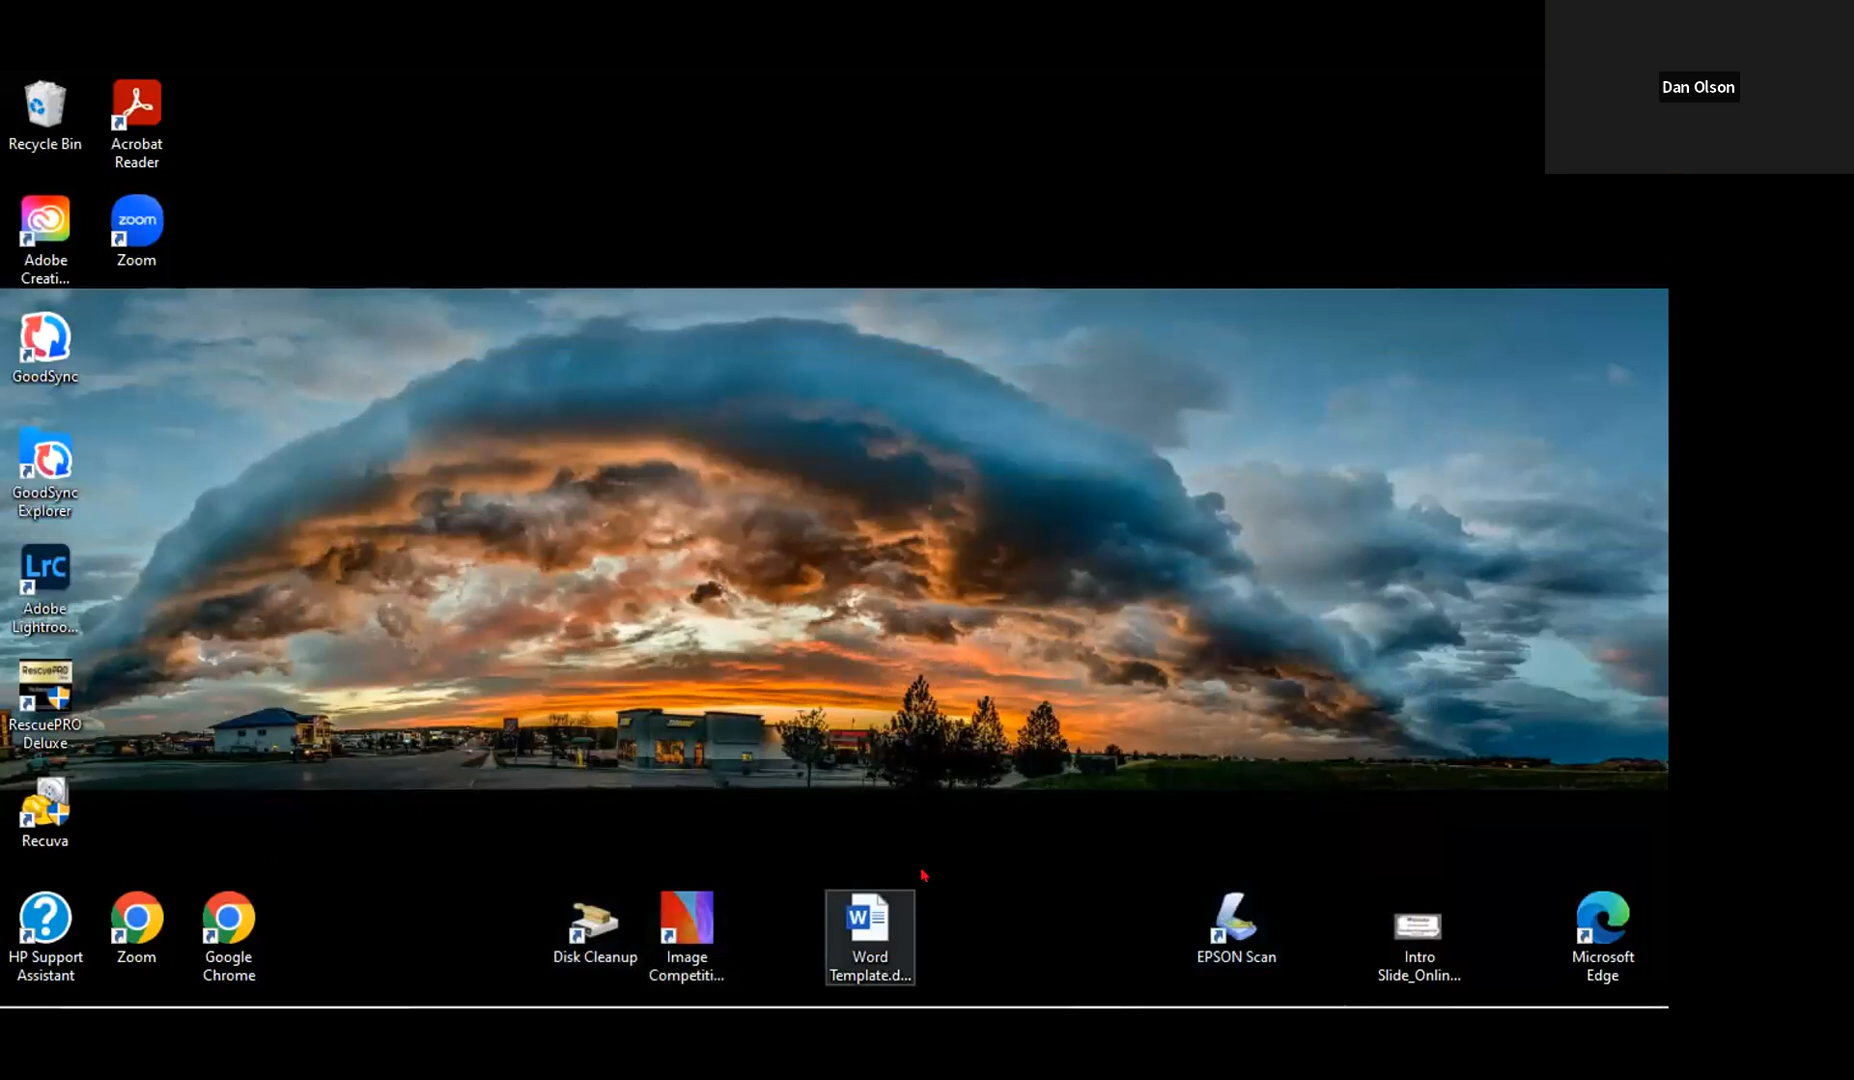 Dan Olson
Recycle Bin
Acrobat
Reader
zoom
Adobe
Creati...
Zoom
GoodSync
GoodSync
Explorer
LrC
Adobe
Lightroo...
RescuePRO
RescuePRO
Deluxe
Recuva
HP Support
Assistant
Zoom
Google
Chrome
Disk Cleanup
Image
Competiti...
W
Word
Template.d...
EPSON Scan
Intro
Slide_Onlin...
Microsoft
Edge